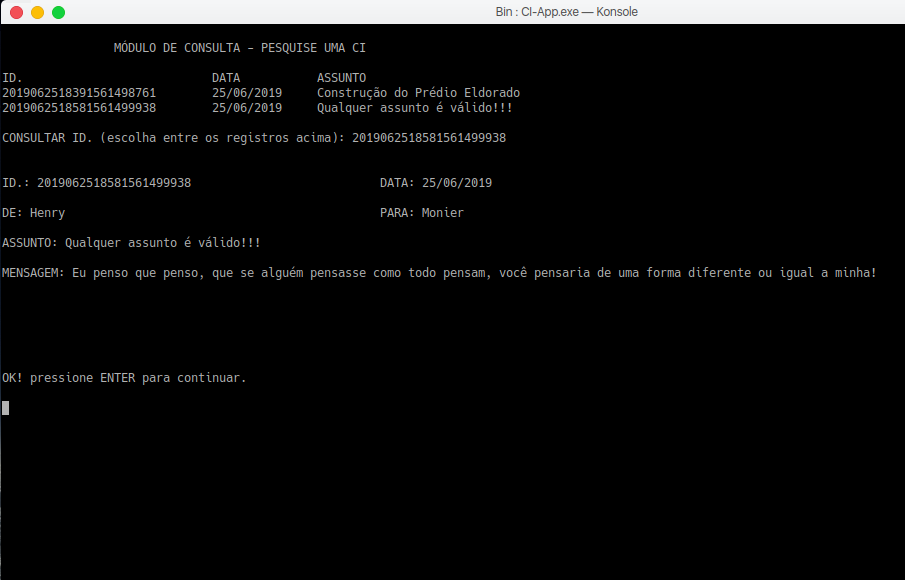 Bin : CI-App.exe — Konsole
MÓDULO DE CONSULTA - PESQUISE UMA CI
ID. DATA ASSUNTO
2019062518391561498761 25/06/2019 Construção do Prédio Eldorado
2019062518581561499938 25/06/2019 Qualquer assunto é válido!!!
CONSULTAR ID. (escolha entre os registros acima): 2019062518581561499938
ID.: 2019062518581561499938 DATA: 25/06/2019
DE: Henry PARA: Monier
ASSUNTO: Qualquer assunto é válido!!!
MENSAGEM: Eu penso que penso, que se alguém pensasse como todo pensam, você pensaria de uma forma diferente ou igual a minha!
OK! pressione ENTER para continuar.